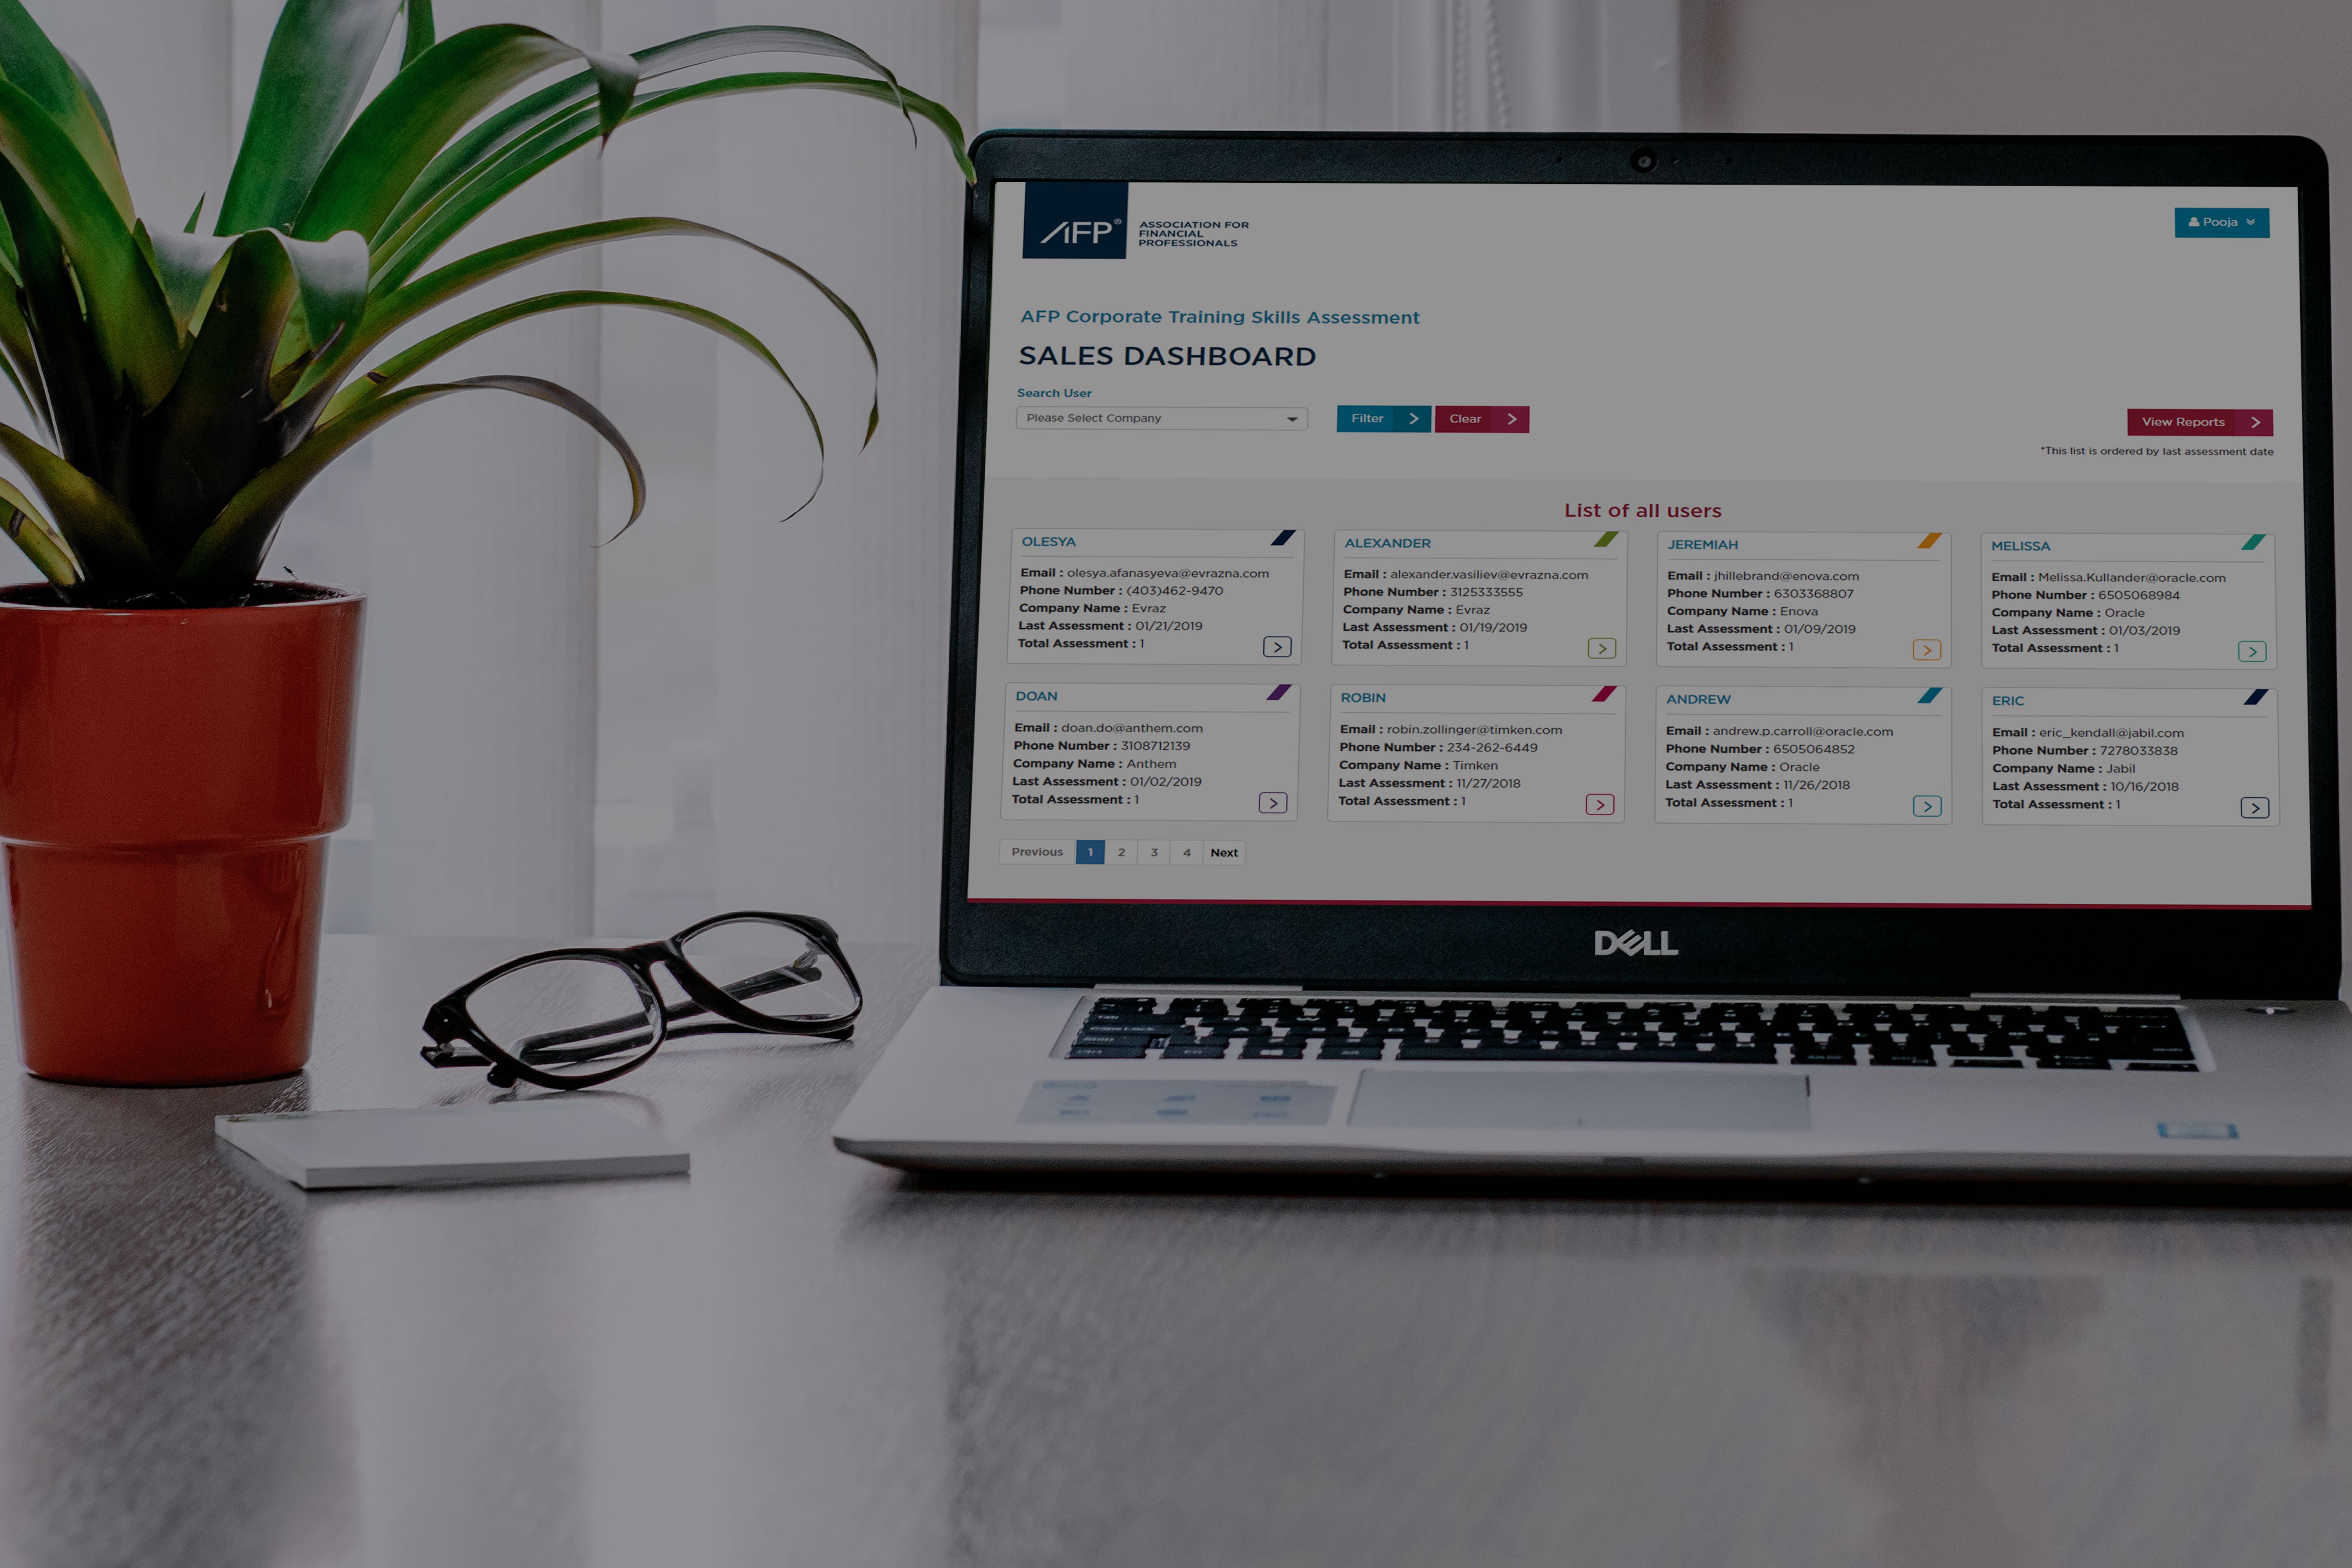 AFP®
ASSOCIATION FOR
FINANCIAL
PROFESSIONALS
Pooja
AFP Corporate Training Skills Assessment
SALES DASHBOARD
Search User
Please Select Company
Filter
Clear
View Reports
*This list is ordered by last assessment date
List of all users
OLESYA
Email : olesya.afanasyeva@evrazna.com
Phone Number : (403)462-9470
Company Name : Evraz
Last Assessment : 01/21/2019
Total Assessment : 1
ALEXANDER
Email : alexander.vasiliev@evrazna.com
Phone Number : 3125333555
Company Name : Evraz
Last Assessment : 01/19/2019
Total Assessment : 1
JEREMIAH
Email : jhillebrand@enova.com
Phone Number : 6303368807
Company Name : Enova
Last Assessment : 01/09/2019
Total Assessment : 1
MELISSA
Email : Melissa.Kullander@oracle.com
Phone Number : 6505068984
Company Name : Oracle
Last Assessment : 01/03/2019
Total Assessment : 1
DOAN
Email : doan.do@anthem.com
Phone Number : 3108712139
Company Name : Anthem
Last Assessment : 01/02/2019
Total Assessment : 1
ROBIN
Email : robin.zollinger@timken.com
Phone Number : 234-262-6449
Company Name : Timken
Last Assessment : 11/27/2018
Total Assessment : 1
ANDREW
Email : andrew.p.carroll@oracle.com
Phone Number : 6505064852
Company Name : Oracle
Last Assessment : 11/26/2018
Total Assessment : 1
ERIC
Email : eric_kendall@jabil.com
Phone Number : 7278033838
Company Name : Jabil
Last Assessment : 10/16/2018
Total Assessment : 1
Previous 1 2 3 4 Next
DELL